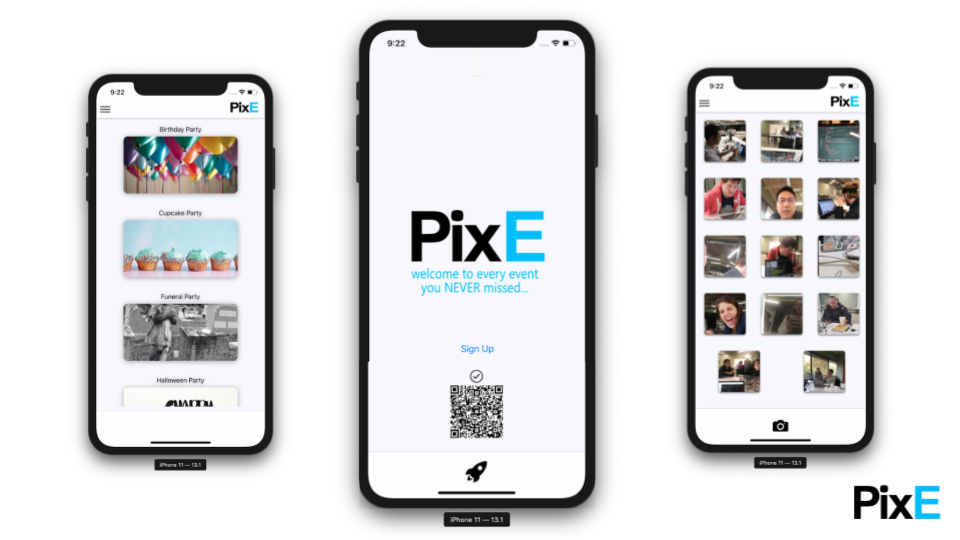 9:22
PixE
Birthday Party
Cupcake Party
Funeral Party
Halloween Party
iPhone 11 — 13.1
9:22
PixE
welcome to every event
you NEVER missed...
Sign Up
iPhone 11 — 13.1
9:22
PixE
iPhone 11 — 13.1
PixE